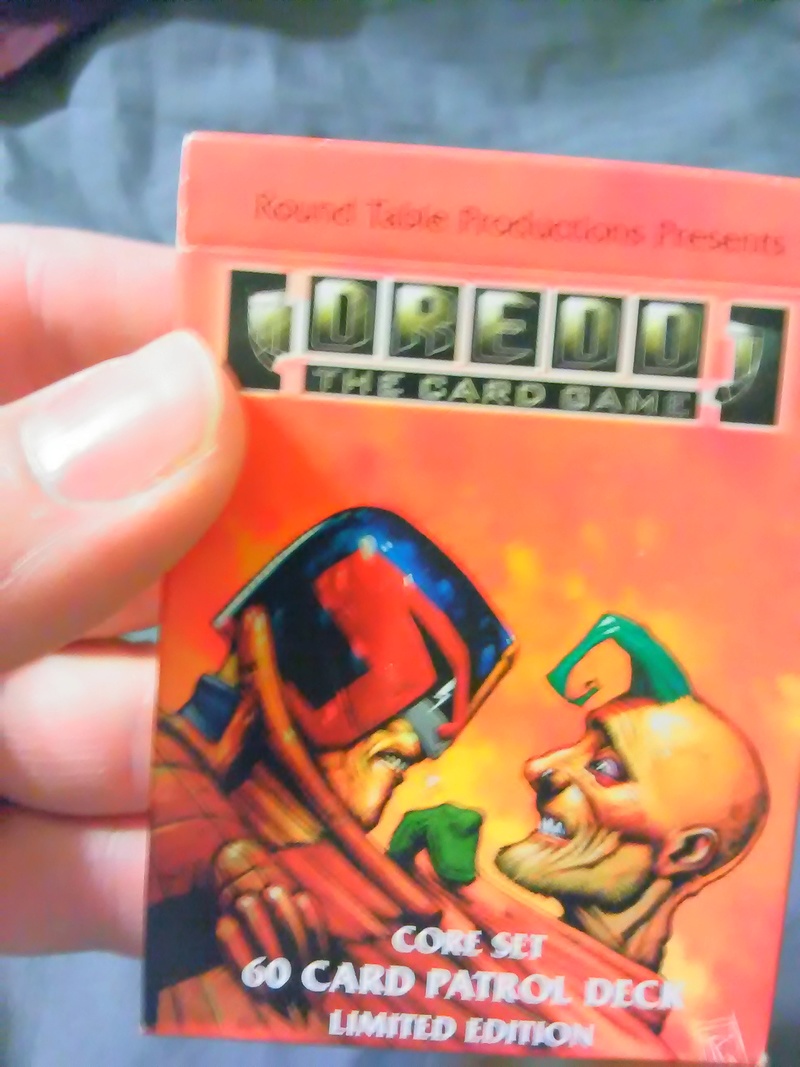 Round Table Productions Presents
DREDD
THE CARD GAME
CORE SET
60 CARD PATROL DECK
LIMITED EDITION